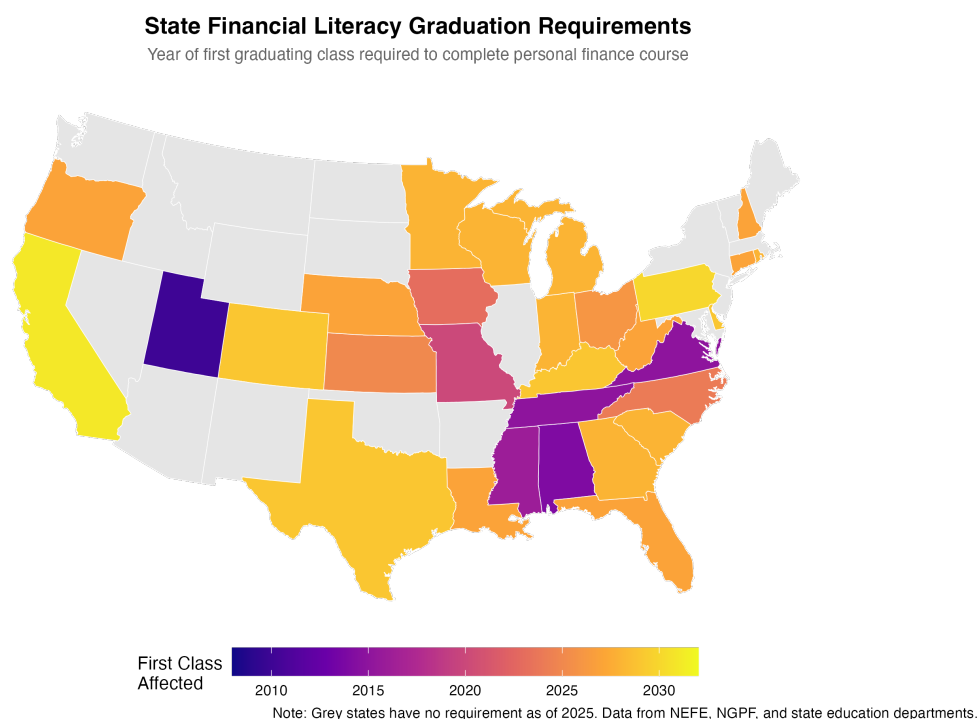 State Financial Literacy Graduation Requirements
Year of first graduating class required to complete personal finance course
First Class
Affected
2010 2015 2020 2025 2030
Note: Grey states have no requirement as of 2025. Data from NEFE, NGPF, and state education departments.